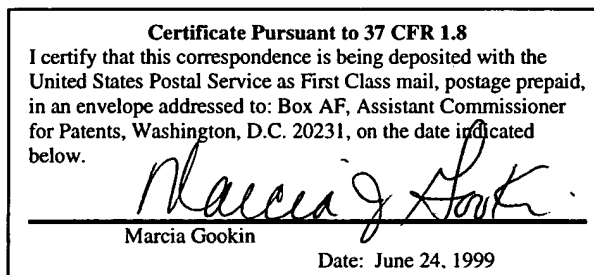 Certificate Pursuant to 37 CFR 1.8
I certify that this correspondence is being deposited with the
United States Postal Service as First Class mail, postage prepaid,
in an envelope addressed to: Box AF, Assistant Commissioner
for Patents, Washington, D.C. 20231, on the date indicated
below.
Marcia J Gookin
Marcia Gookin
Date: June 24, 1999